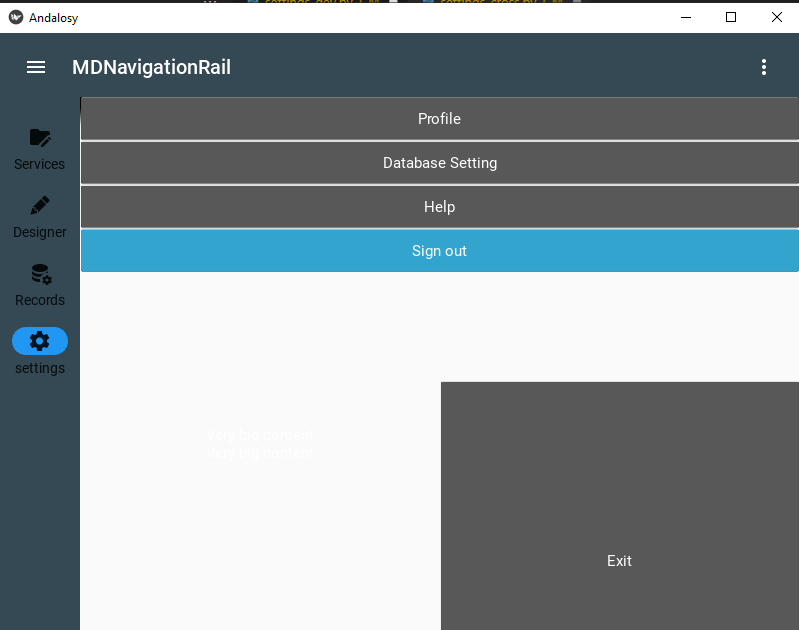 Andalosy
MDNavigationRail
Services
Designer
Records
settings
Profile
Database Setting
Help
Sign out
Very big content
Very big content
Exit